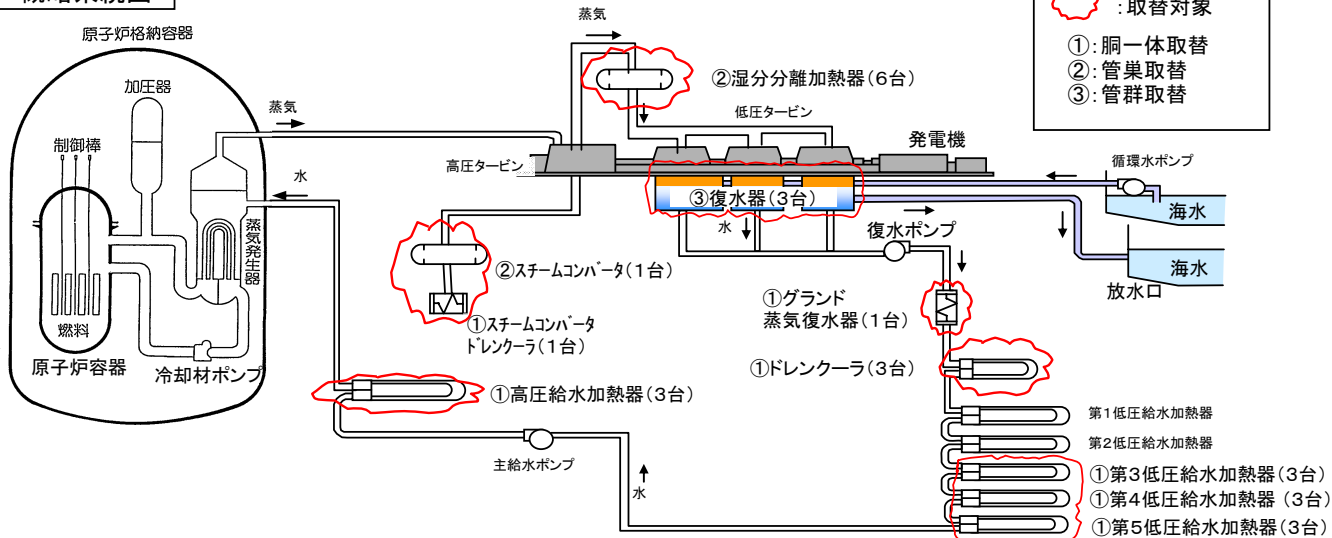 :取替対象
①:胴一体取替
②:管巣取替
③:管群取替
原子炉格納容器
加圧器
制御棒
蒸気
水
蒸気発生器
燃料
原子炉容器
冷却材ポンプ
蒸気
②湿分分離加熱器(6台)
低圧タービン
高圧タービン
発電機
循環水ポンプ
③復水器(3台)
海水
水
復水ポンプ
海水
放水口
②スチームコンバータ(1台)
①スチームコンバータ
ドレンクーラ(1台)
①グランド
蒸気復水器(1台)
①ドレンクーラ(3台)
①高圧給水加熱器(3台)
第1低圧給水加熱器
第2低圧給水加熱器
主給水ポンプ
水
①第3低圧給水加熱器(3台)
①第4低圧給水加熱器(3台)
①第5低圧給水加熱器(3台)